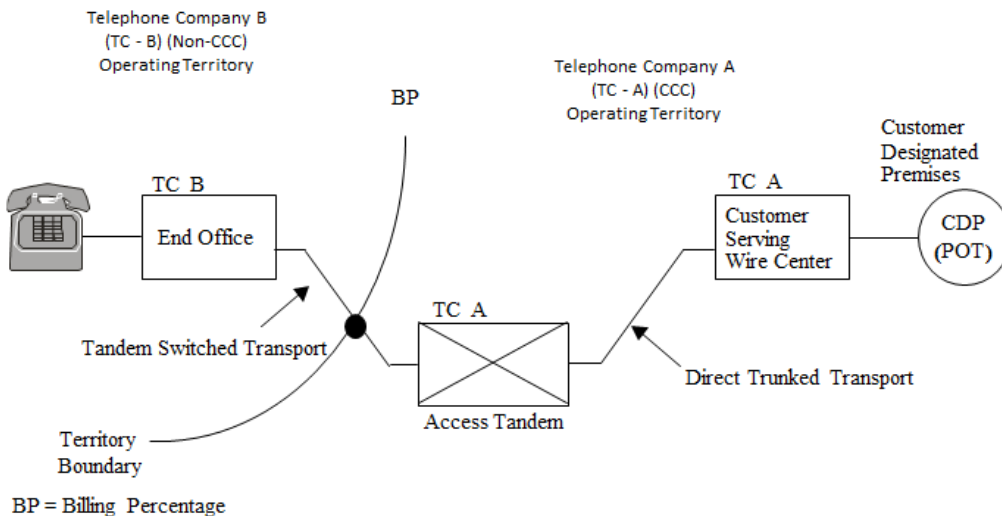 Telephone Company B
(TC - B) (Non-CCC)
Operating Territory
Telephone Company A
(TC - A) (CCC)
Operating Territory
BP
Customer
Designated
Premises
TC B
End Office
TC A
Customer
Serving
Wire Center
CDP
(POT)
Tandem Switched Transport
TC A
Access Tandem
Direct Trunked Transport
Territory
Boundary
BP = Billing Percentage